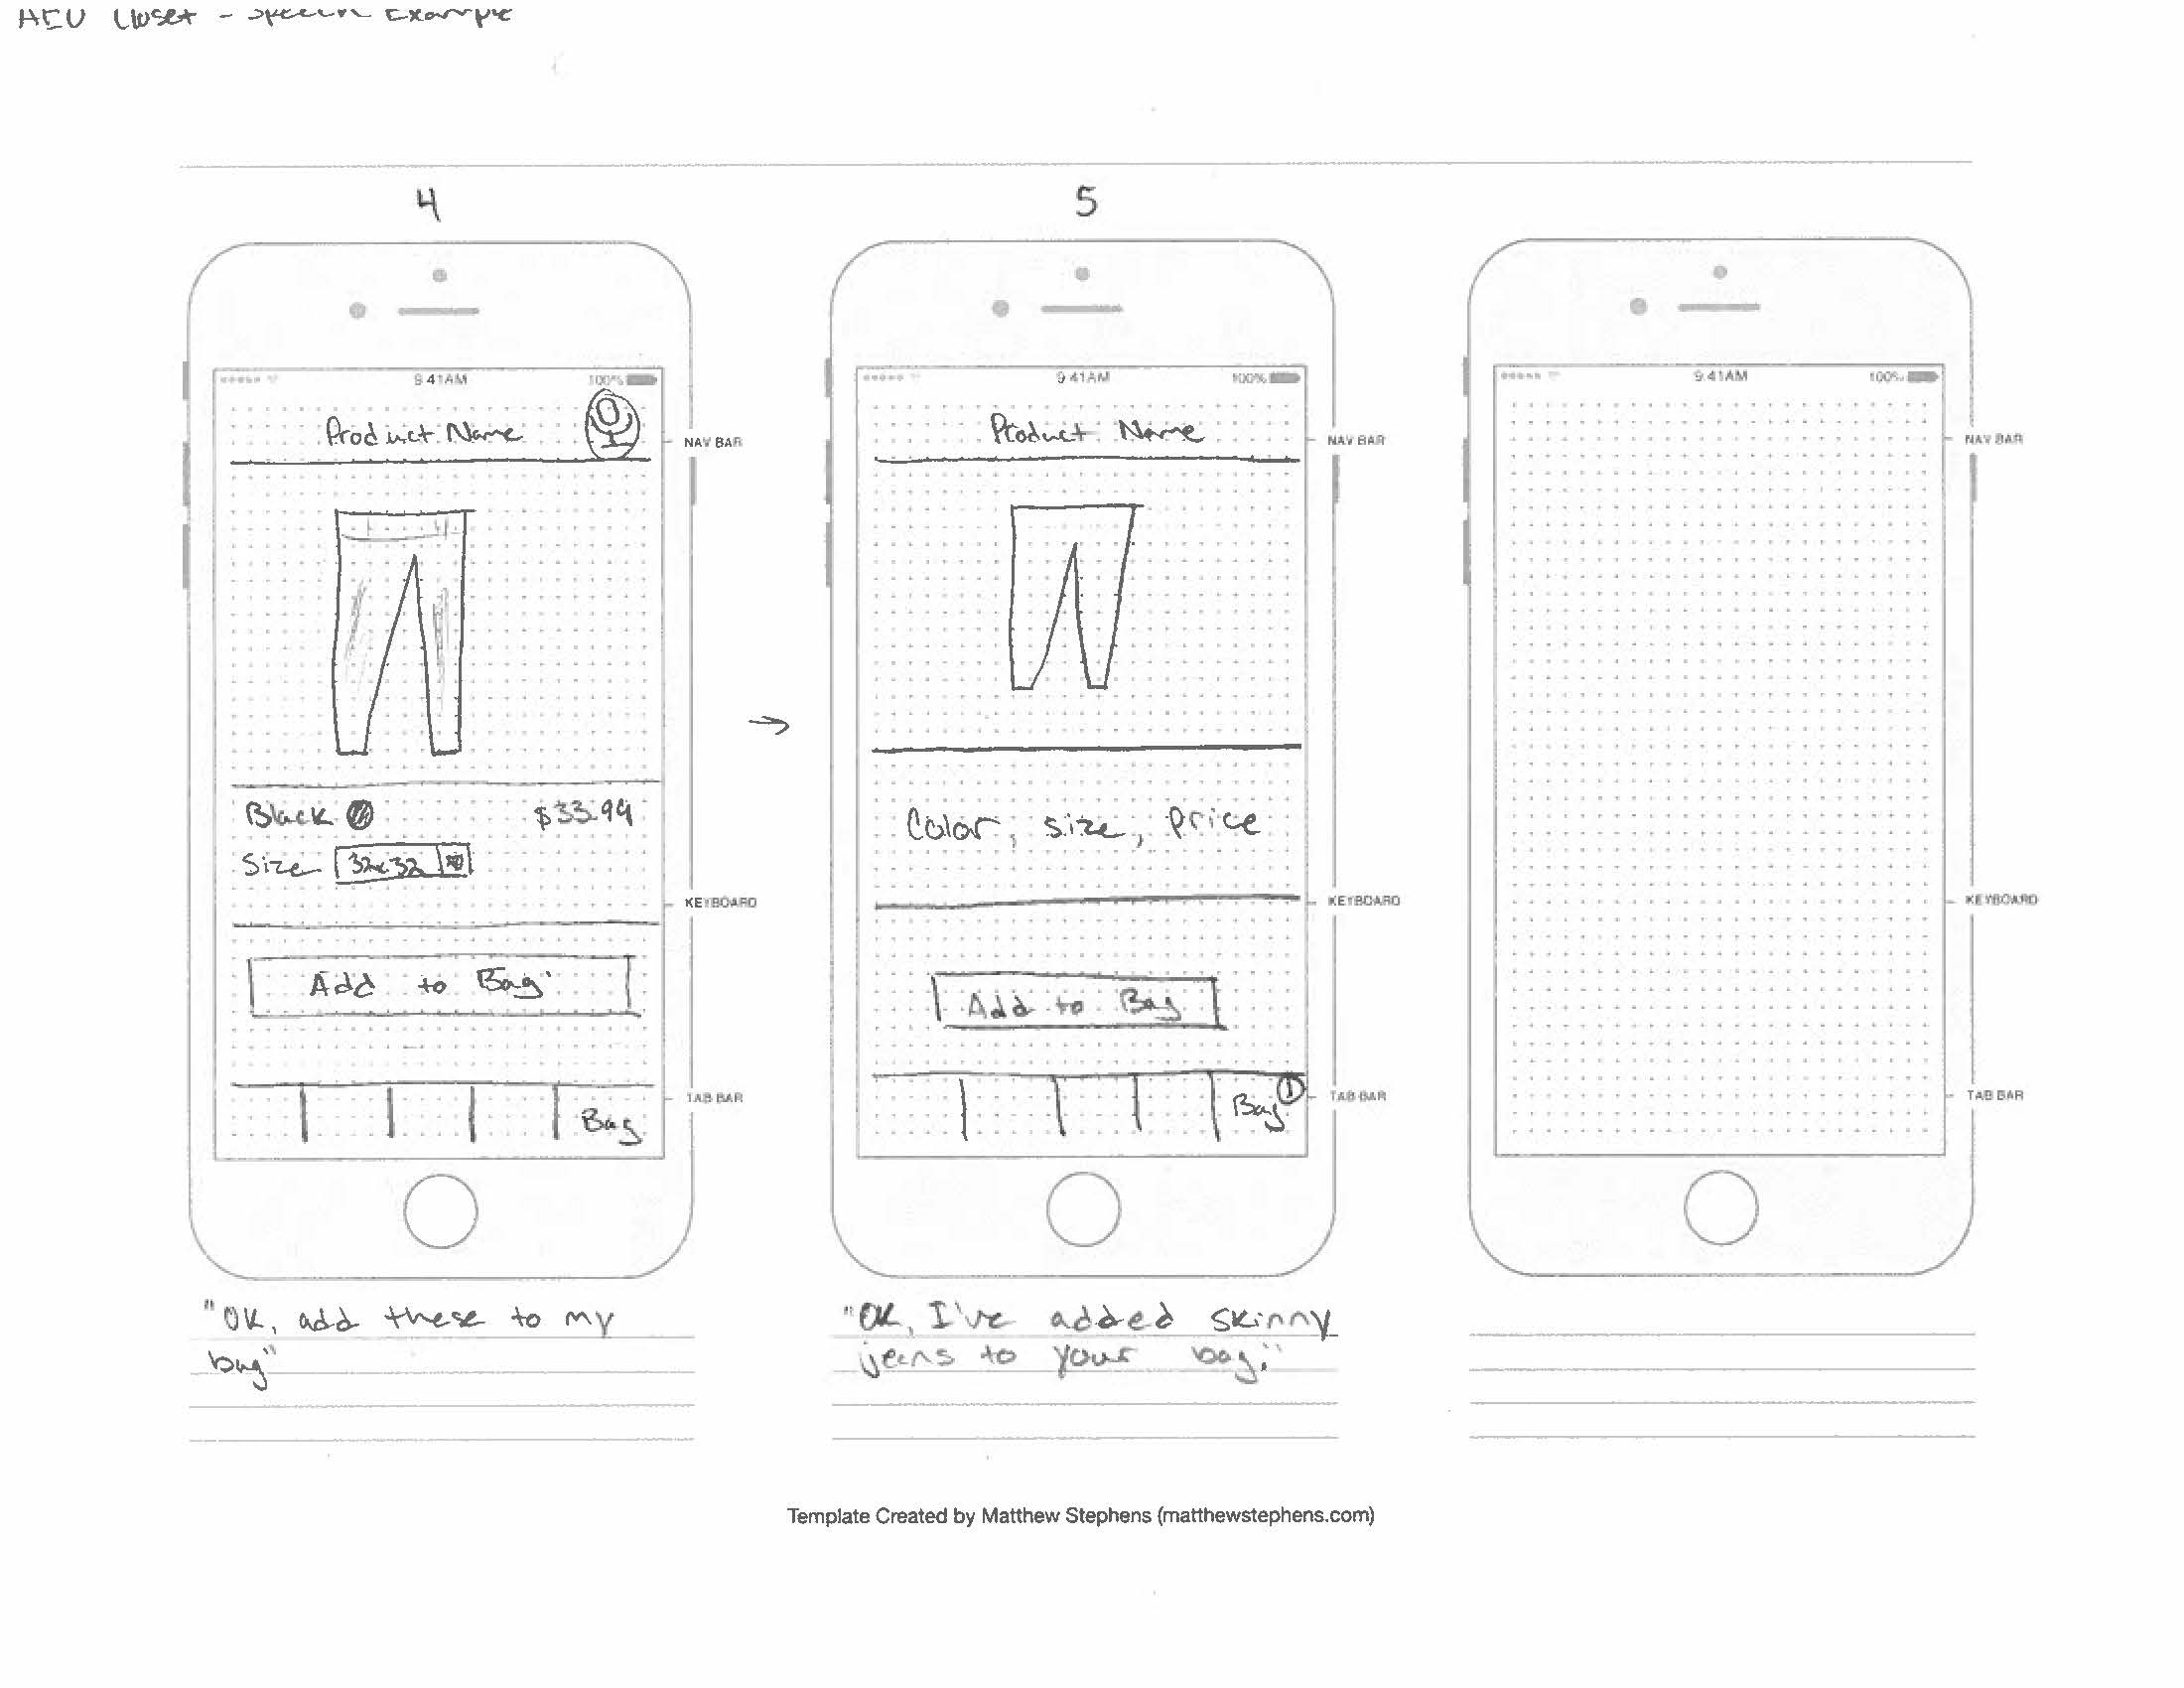 Closet - Speech Example
4
5
9:41AM
100%
9:41AM
100%
9:41AM
100%
Product Name
NAV BAR
Product Name
NAV BAR
NAV BAR
Black
$33.99
Size 32x32
Color, size, price
KEYBOARD
KEYBOARD
KEYBOARD
Add to Bag
Add to Bag
Bag
TAB BAR
Bag 1
TAB BAR
TAB BAR
"OK, add these to my
bag"
"OK, I've added skinny
jeans to your bag."
Template Created by Matthew Stephens (matthewstephens.com)